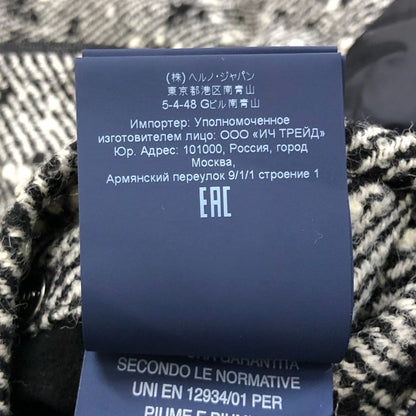 (株) ヘルノ・ジャパン
東京都港区南青山
5-4-48 Gビル南青山
Импортер: Уполномоченное
изготовителем лицо: ООО «ИЧ ТРЕЙД»
Юр. Адрес: 101000, Россия, город
Москва,
Армянский переулок 9/1/1 строение 1
EAC
GARANTITA
SECONDO LE NORMATIVE
UNI EN 12934/01 PER
PIUME E